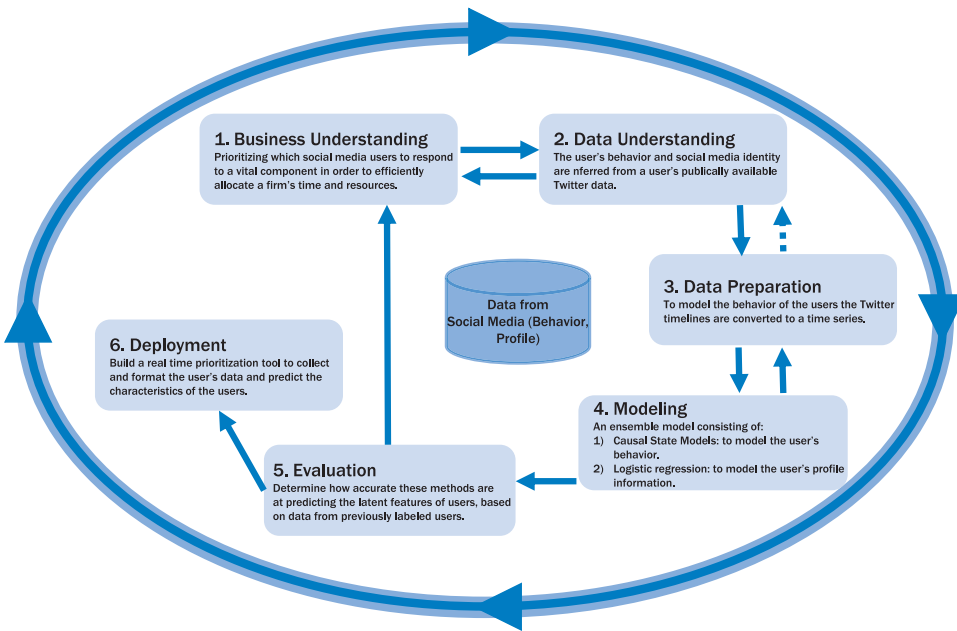 1. Business Understanding
Prioritizing which social media users to respond
to a vital component in order to efficiently
allocate a firm's time and resources.
2. Data Understanding
The user's behavior and social media identity
are nferred from a user's publically available
Twitter data.
3. Data Preparation
To model the behavior of the users the Twitter
timelines are converted to a time series.
Data from
Social Media (Behavior,
Profile)
4. Modeling
An ensemble model consisting of:
1) Causal State Models: to model the user's
behavior.
2) Logistic regression: to model the user's profile
information.
5. Evaluation
Determine how accurate these methods are
at predicting the latent features of users, based
on data from previously labeled users.
6. Deployment
Build a real time prioritization tool to collect
and format the user's data and predict the
characteristics of the users.